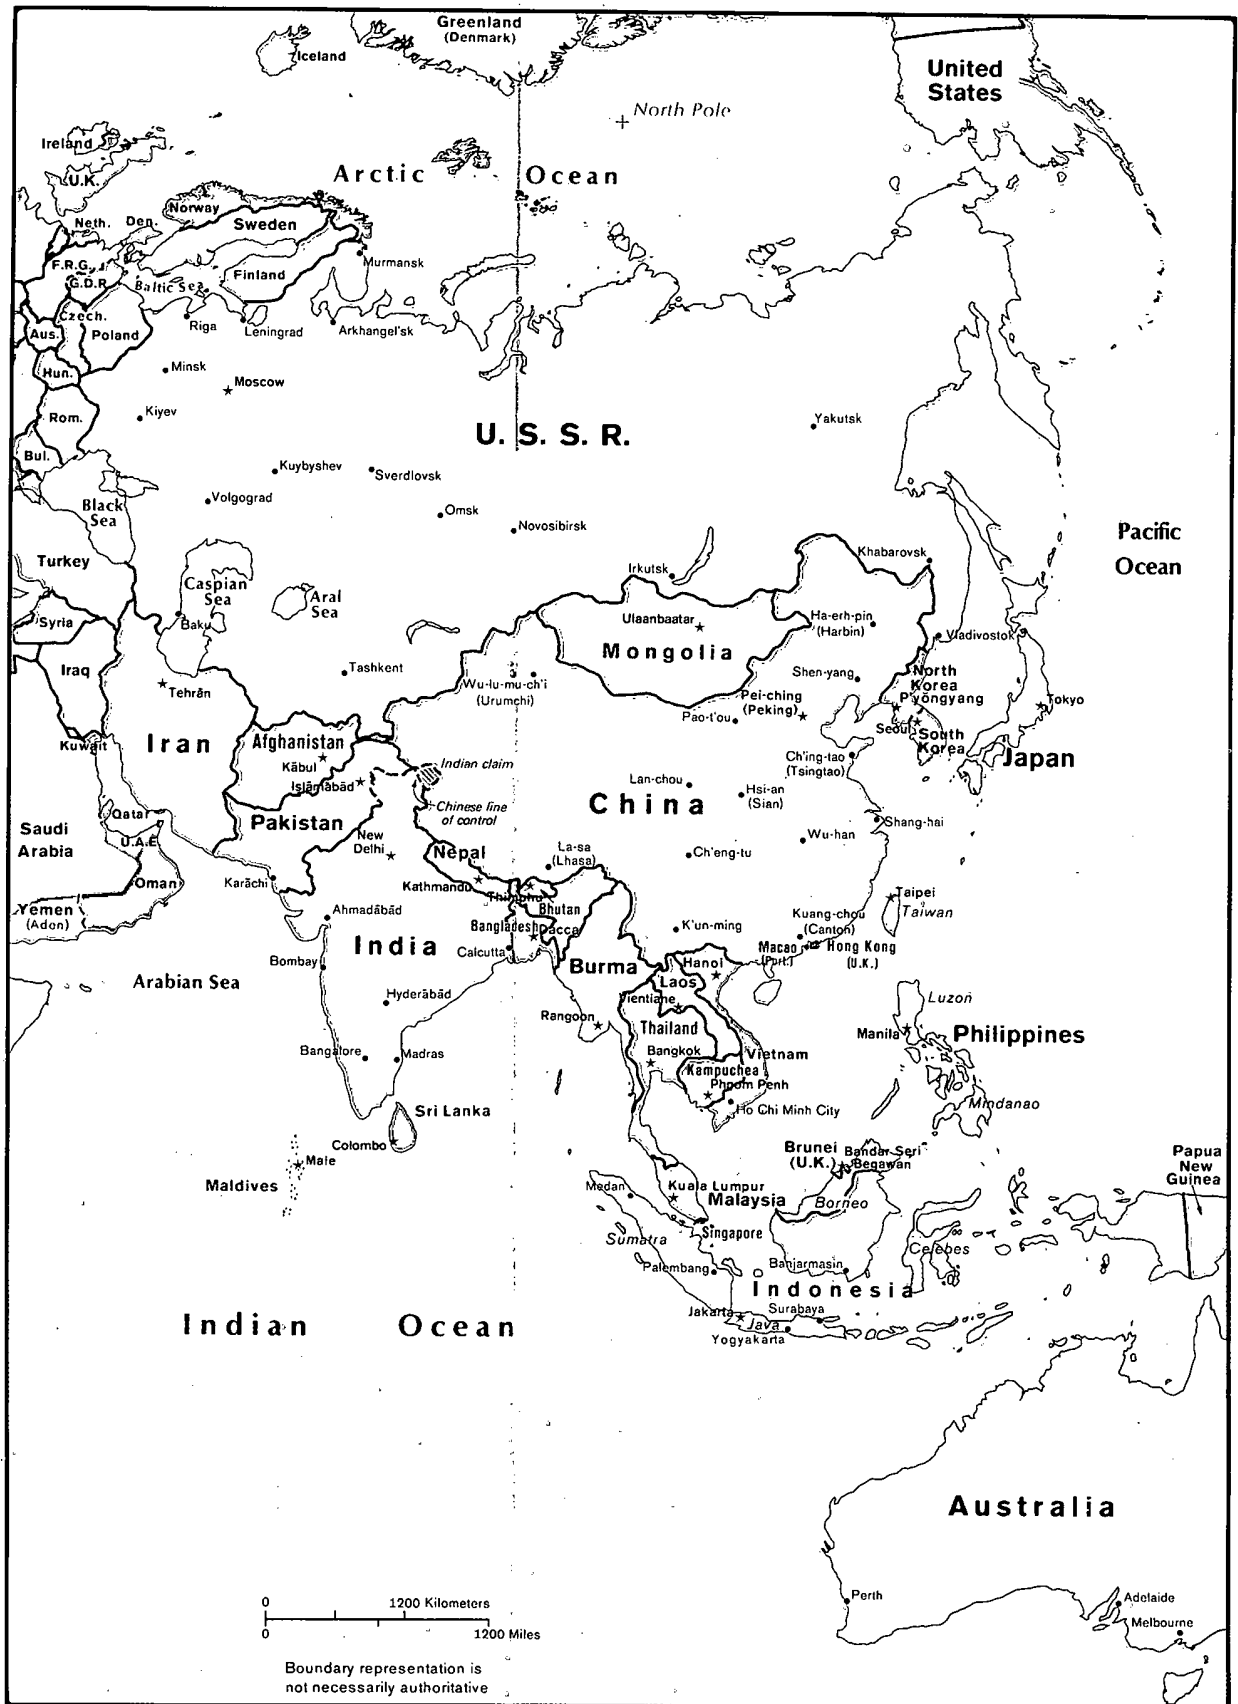 Greenland
(Denmark)
Iceland
United
States
North Pole
Ireland
Arctic Ocean
U.K.
Norway
Neth.
Den.
Sweden
F.R.G.
Murmansk
G.D.R.
Baltic Sea
Finland
Czech.
Aus.
Poland
Riga
Leningrad
Arkhangel'sk
Hun.
Minsk
Moscow
Rom.
Kiyev
Yakutsk
U. S. S. R.
Bul.
Kuybyshev
Sverdlovsk
Volgograd
Black
Sea
Omsk
Novosibirsk
Pacific
Ocean
Turkey
Khabarovsk
Irkutsk
Caspian
Sea
Aral
Sea
Syria
Baku
Ulaanbaatar
Ha-erh-pin
(Harbin)
Vladivostok
Mongolia
Iraq
Tashkent
Tehrān
Wu-lu-mu-ch'i
(Urumchi)
Shen-yang
North
Korea
P'yŏngyang
Pei-ching
(Peking)
Pao-t'ou
Tokyo
Seoul
South
Korea
Japan
Kuwait
Iran
Afghanistan
Kābul
Islāmābād
Indian claim
Ch'ing-tao
(Tsingtao)
Lan-chou
Hsi-an
(Sian)
China
Chinese line
of control
Qatar
Pakistan
Saudi
Arabia
U.A.E.
New
Delhi
Shang-hai
Wu-han
La-sa
(Lhasa)
Ch'eng-tu
Nepal
Oman
Karāchi
Kathmandu
Thimphu
Bhutan
Taipei
Taiwan
Yemen
(Aden)
Ahmadābād
Bangladesh
Dacca
K'un-ming
Kuang-chou
(Canton)
India
Calcutta
Macao
(Port.)
Hong Kong
(U.K.)
Bombay
Burma
Hanoi
Arabian Sea
Laos
Hyderābād
Vientiane
Luzon
Rangoon
Thailand
Manila
Philippines
Bangalore
Madras
Bangkok
Vietnam
Kampuchea
Phnom Penh
Sri Lanka
Ho Chi Minh City
Mindanao
Colombo
Male
Brunei
(U.K.)
Bandar Seri
Begawan
Papua
New
Guinea
Maldives
Medan
Kuala Lumpur
Malaysia
Borneo
Sumatra
Singapore
Celebes
Palembang
Banjarmasin
Indonesia
Jakarta
Surabaya
Java
Yogyakarta
Indian Ocean
Australia
0 1200 Kilometers
0 1200 Miles
Perth
Adelaide
Melbourne
Boundary representation is
not necessarily authoritative